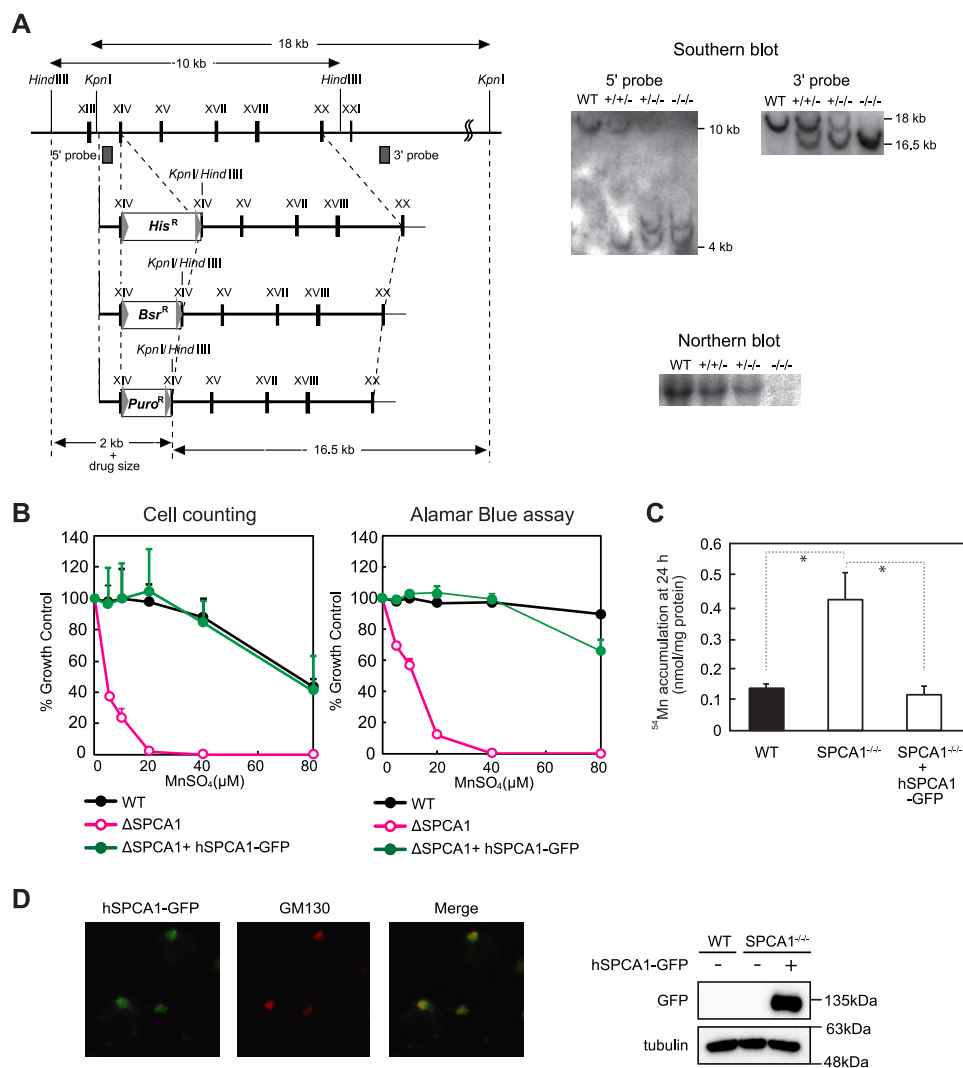 A
18 kb
10 kb
HindIIII KpnI HindIIII KpnI
XIII XIV XV XVII XVIII XX XXI
5' probe 3' probe
KpnI/HindIIII
XIV XIV XV XVII XVIII XX
His^R
KpnI/HindIIII
XIV XIV XV XVII XVIII XX
Bsr^R
KpnI/HindIIII
XIV XIV XV XVII XVIII XX
Puro^R
2 kb
+
drug size
16.5 kb
Southern blot
5' probe
WT +/+/- +/-/- -/-/-
10 kb
4 kb
3' probe
WT +/+/- +/-/- -/-/-
18 kb
16.5 kb
Northern blot
WT +/+/- +/-/- -/-/-
B
Cell counting
% Growth Control
140
120
100
80
60
40
20
0
0 20 40 60 80
MnSO₄(μM)
WT
ΔSPCA1
ΔSPCA1+ hSPCA1-GFP
Alamar Blue assay
% Growth Control
140
120
100
80
60
40
20
0
0 20 40 60 80
MnSO₄(μM)
WT
ΔSPCA1
ΔSPCA1+ hSPCA1-GFP
C
⁵⁴Mn accumulation at 24 h
(nmol/mg protein)
0.6
0.5
0.4
0.3
0.2
0.1
0
* *
WT
SPCA1-/-/-
SPCA1-/-/-
+
hSPCA1
-GFP
D
hSPCA1-GFP GM130 Merge
WT SPCA1-/-/-
hSPCA1-GFP - - +
GFP 135kDa
63kDa
tubulin
48kDa